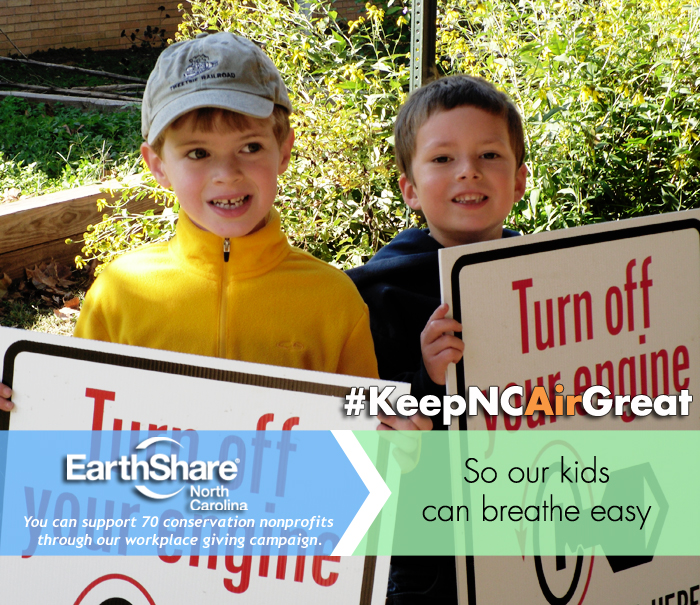 TWEETSIE RAILROAD
Turn off
your engine
Turn off
your engine
#KeepNCAirGreat
EarthShare®
North
Carolina
You can support 70 conservation nonprofits
through our workplace giving campaign.
So our kids
can breathe easy
HERE